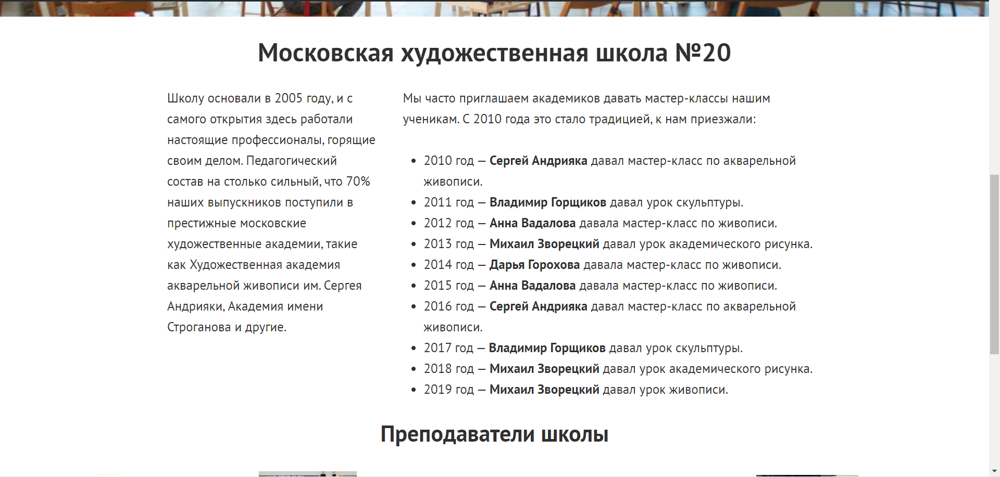 Московская художественная школа №20
Школу основали в 2005 году, и с
самого открытия здесь работали
настоящие профессионалы, горящие
своим делом. Педагогический
состав на столько сильный, что 70%
наших выпускников поступили в
престижные московские
художественные академии, такие
как Художественная академия
акварельной живописи им. Сергея
Андрияки, Академия имени
Строганова и другие.
Мы часто приглашаем академиков давать мастер-классы нашим
ученикам. С 2010 года это стало традицией, к нам приезжали:
• 2010 год – Сергей Андрияка давал мастер-класс по акварельной
живописи.
• 2011 год – Владимир Горщиков давал урок скульптуры.
• 2012 год – Анна Вадалова давала мастер-класс по живописи.
• 2013 год – Михаил Зворецкий давал урок академического рисунка.
• 2014 год – Дарья Горохова давала мастер-класс по живописи.
• 2015 год – Анна Вадалова давала мастер-класс по живописи.
• 2016 год – Сергей Андрияка давал мастер-класс по акварельной
живописи.
• 2017 год – Владимир Горщиков давал урок скульптуры.
• 2018 год – Михаил Зворецкий давал урок академического рисунка.
• 2019 год – Михаил Зворецкий давал урок живописи.
Преподаватели школы